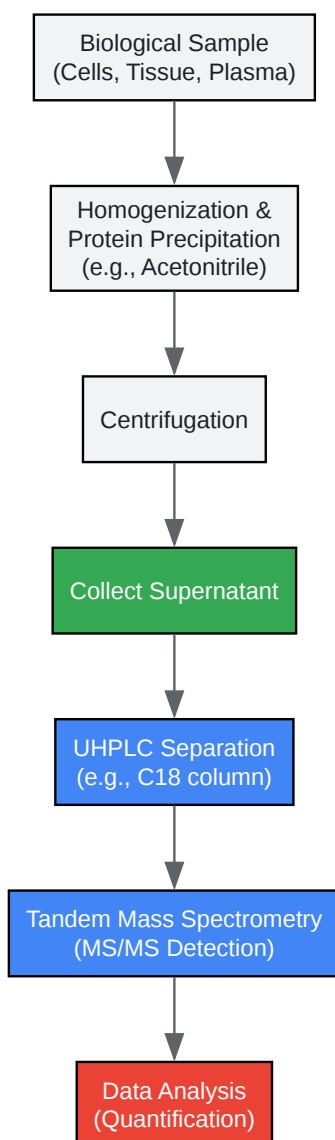 Biological Sample
(Cells, Tissue, Plasma)
Homogenization &
Protein Precipitation
(e.g., Acetonitrile)
Centrifugation
Collect Supernatant
UHPLC Separation
(e.g., C18 column)
Tandem Mass Spectrometry
(MS/MS Detection)
Data Analysis
(Quantification)